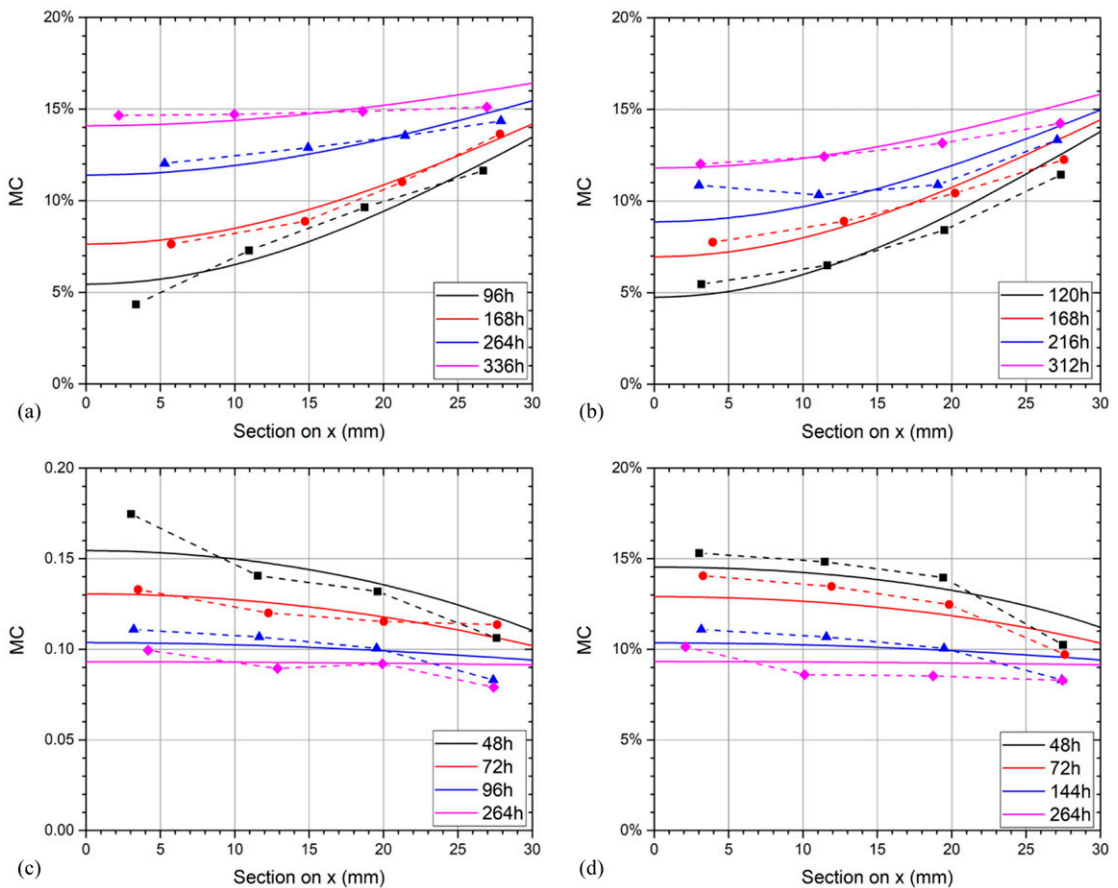 20%
15%
10%
5%
0%
MC
96h
168h
264h
336h
0 5 10 15 20 25 30
(a)
Section on x (mm)
20%
15%
10%
5%
0%
MC
120h
168h
216h
312h
0 5 10 15 20 25 30
(b)
Section on x (mm)
0.20
0.15
0.10
0.05
0.00
MC
48h
72h
96h
264h
0 5 10 15 20 25 30
(c)
Section on x (mm)
20%
15%
10%
5%
0%
MC
48h
72h
144h
264h
0 5 10 15 20 25 30
(d)
Section on x (mm)